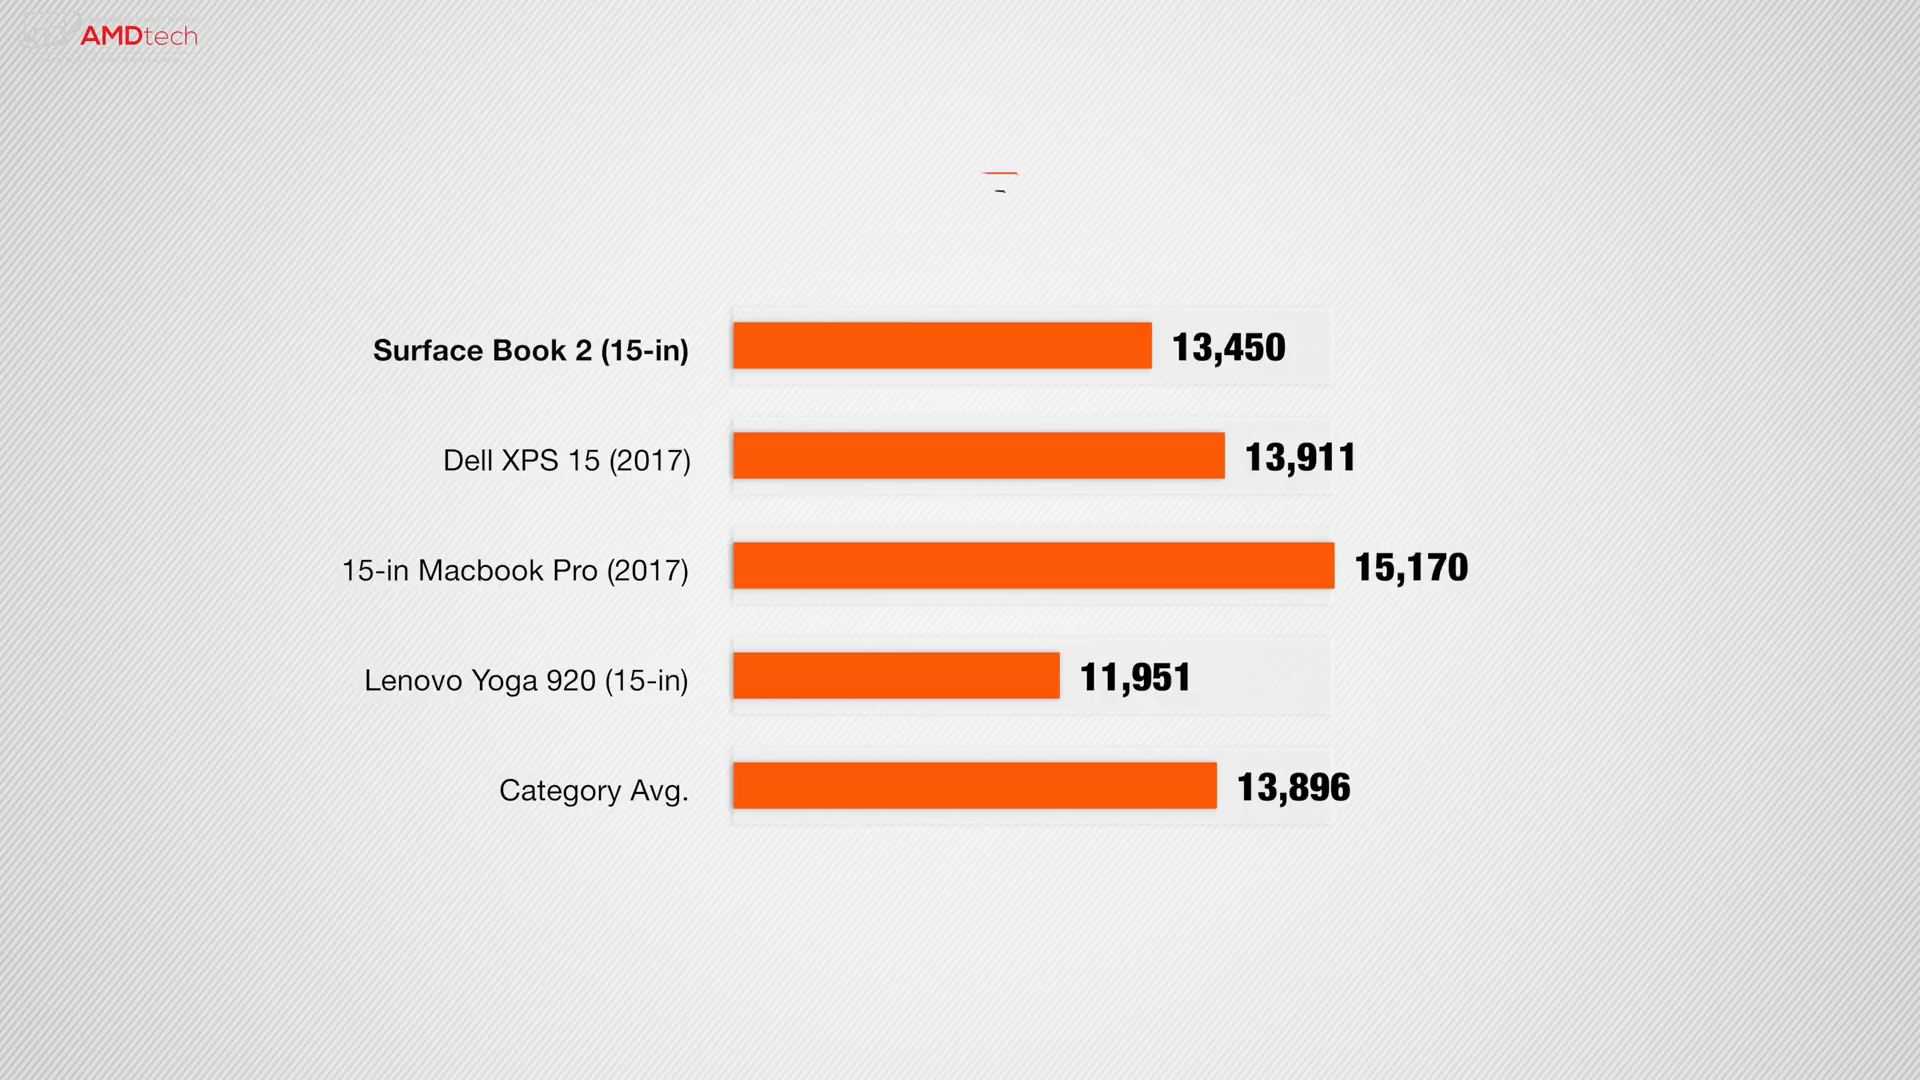 AMDtech
Surface Book 2 (15-in) 13,450
Dell XPS 15 (2017) 13,911
15-in Macbook Pro (2017) 15,170
Lenovo Yoga 920 (15-in) 11,951
Category Avg. 13,896